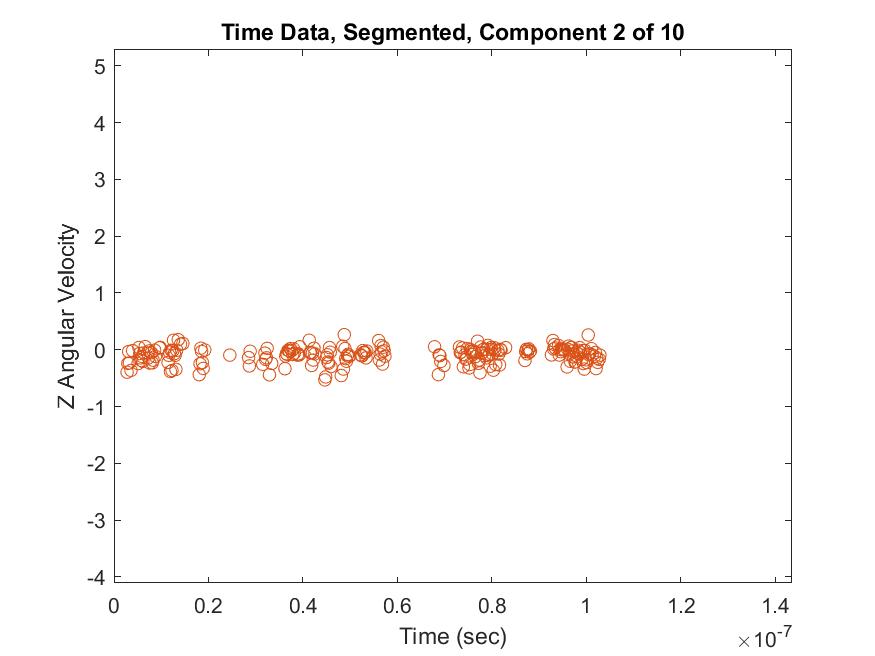 Time Data, Segmented, Component 2 of 10
5
4
3
2
1
0
-1
-2
-3
-4
Z Angular Velocity
0 0.2 0.4 0.6 0.8 1 1.2 1.4
Time (sec)
×10-7